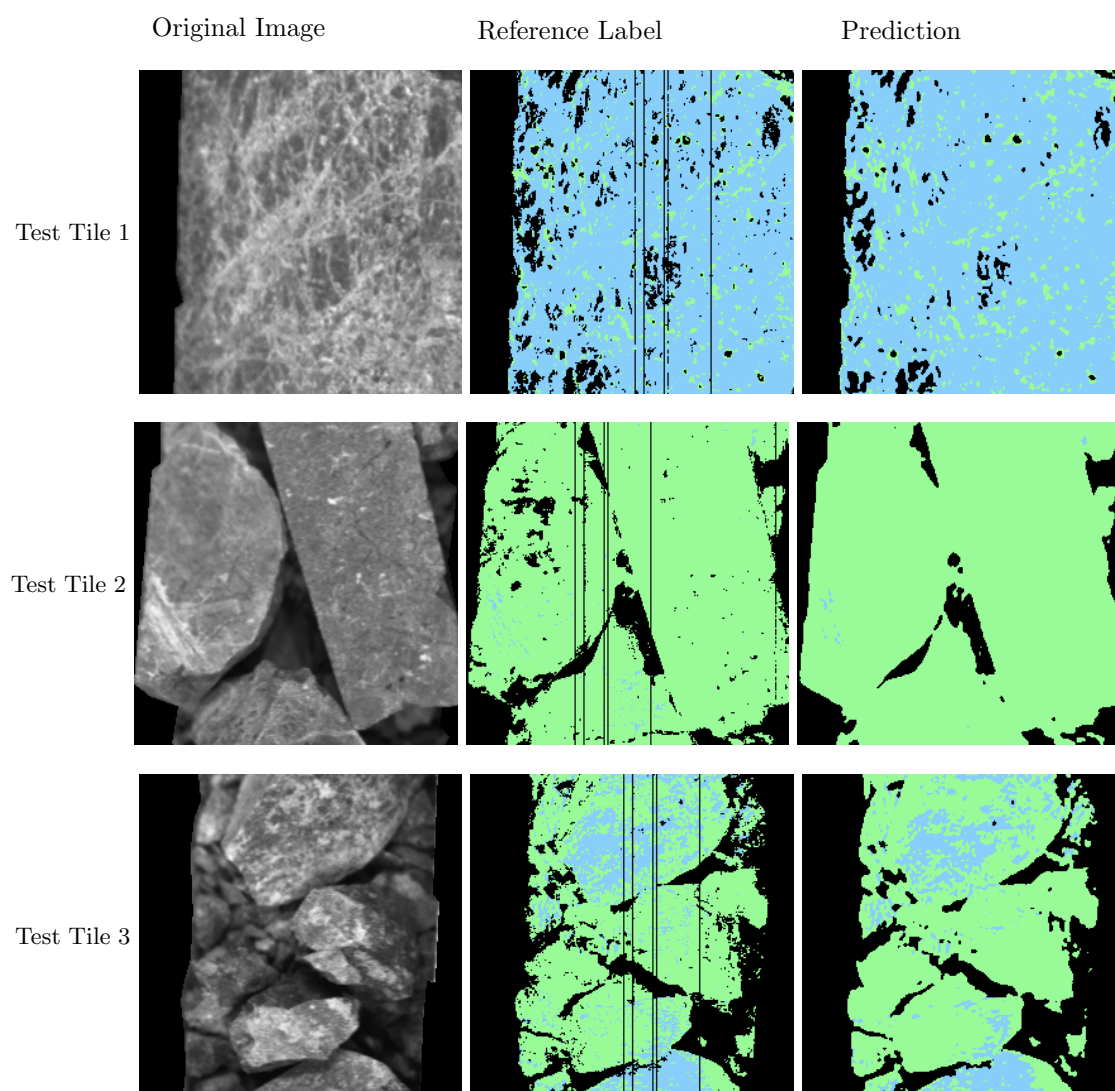 Original Image
Reference Label
Prediction
Test Tile 1
Test Tile 2
Test Tile 3